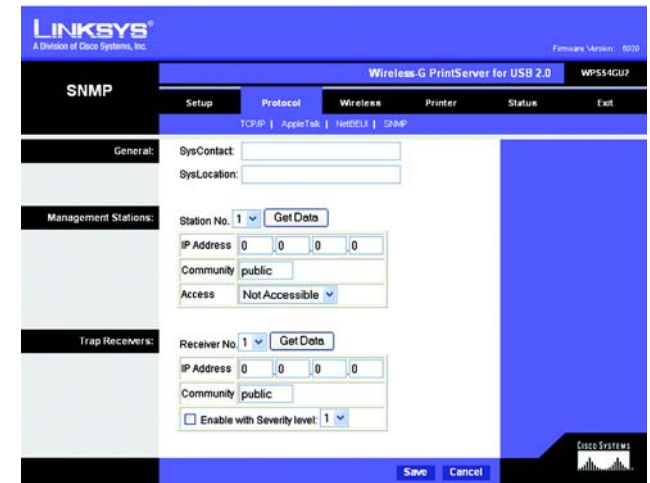 LINKSYS®
A Division of Cisco Systems, Inc.
Firmware Version: 6030
Wireless-G PrintServer for USB 2.0 WPS54GU2
SNMP
Setup Protocol Wireless Printer Status Exit
TCP/IP | AppleTalk | NetBEUI | SNMP
General: SysContact:
SysLocation:
Management Stations: Station No. 1 Get Data
IP Address 0 .0 .0 .0
Community public
Access Not Accessible
Trap Receivers: Receiver No. 1 Get Data
IP Address 0 .0 .0 .0
Community public
Enable with Severity level: 1
Save Cancel
CISCO SYSTEMS